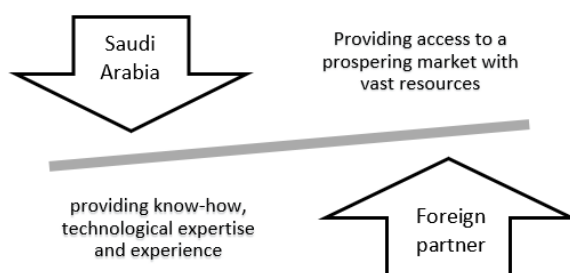 Saudi
Arabia
Providing access to a
prospering market with
vast resources
providing know-how,
technological expertise
and experience
Foreign
partner